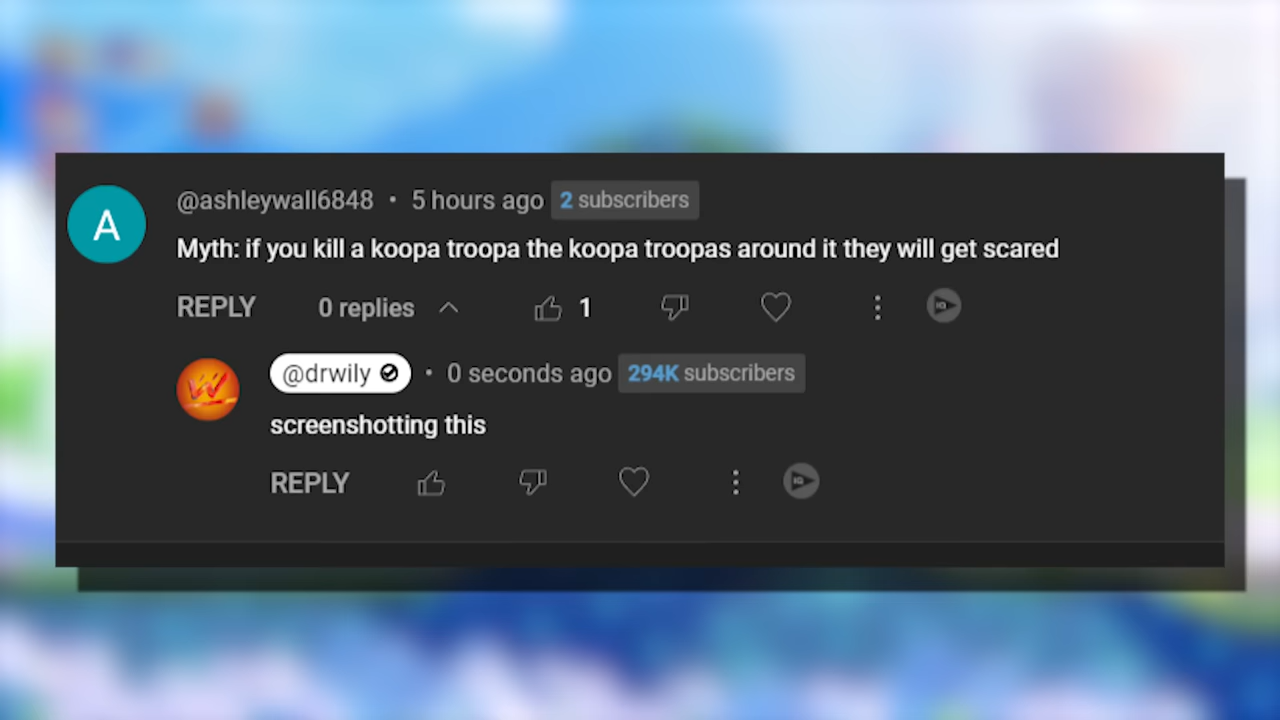 A
@ashleywall6848 • 5 hours ago 2 subscribers
Myth: if you kill a koopa troopa the koopa troopas around it they will get scared
REPLY 0 replies 1
W
@drwily • 0 seconds ago 294K subscribers
screenshotting this
REPLY